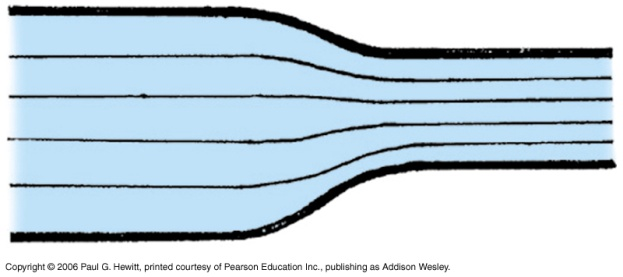 Copyright © 2006 Paul G. Hewitt, printed courtesy of Pearson Education Inc., publishing as Addison Wesley.